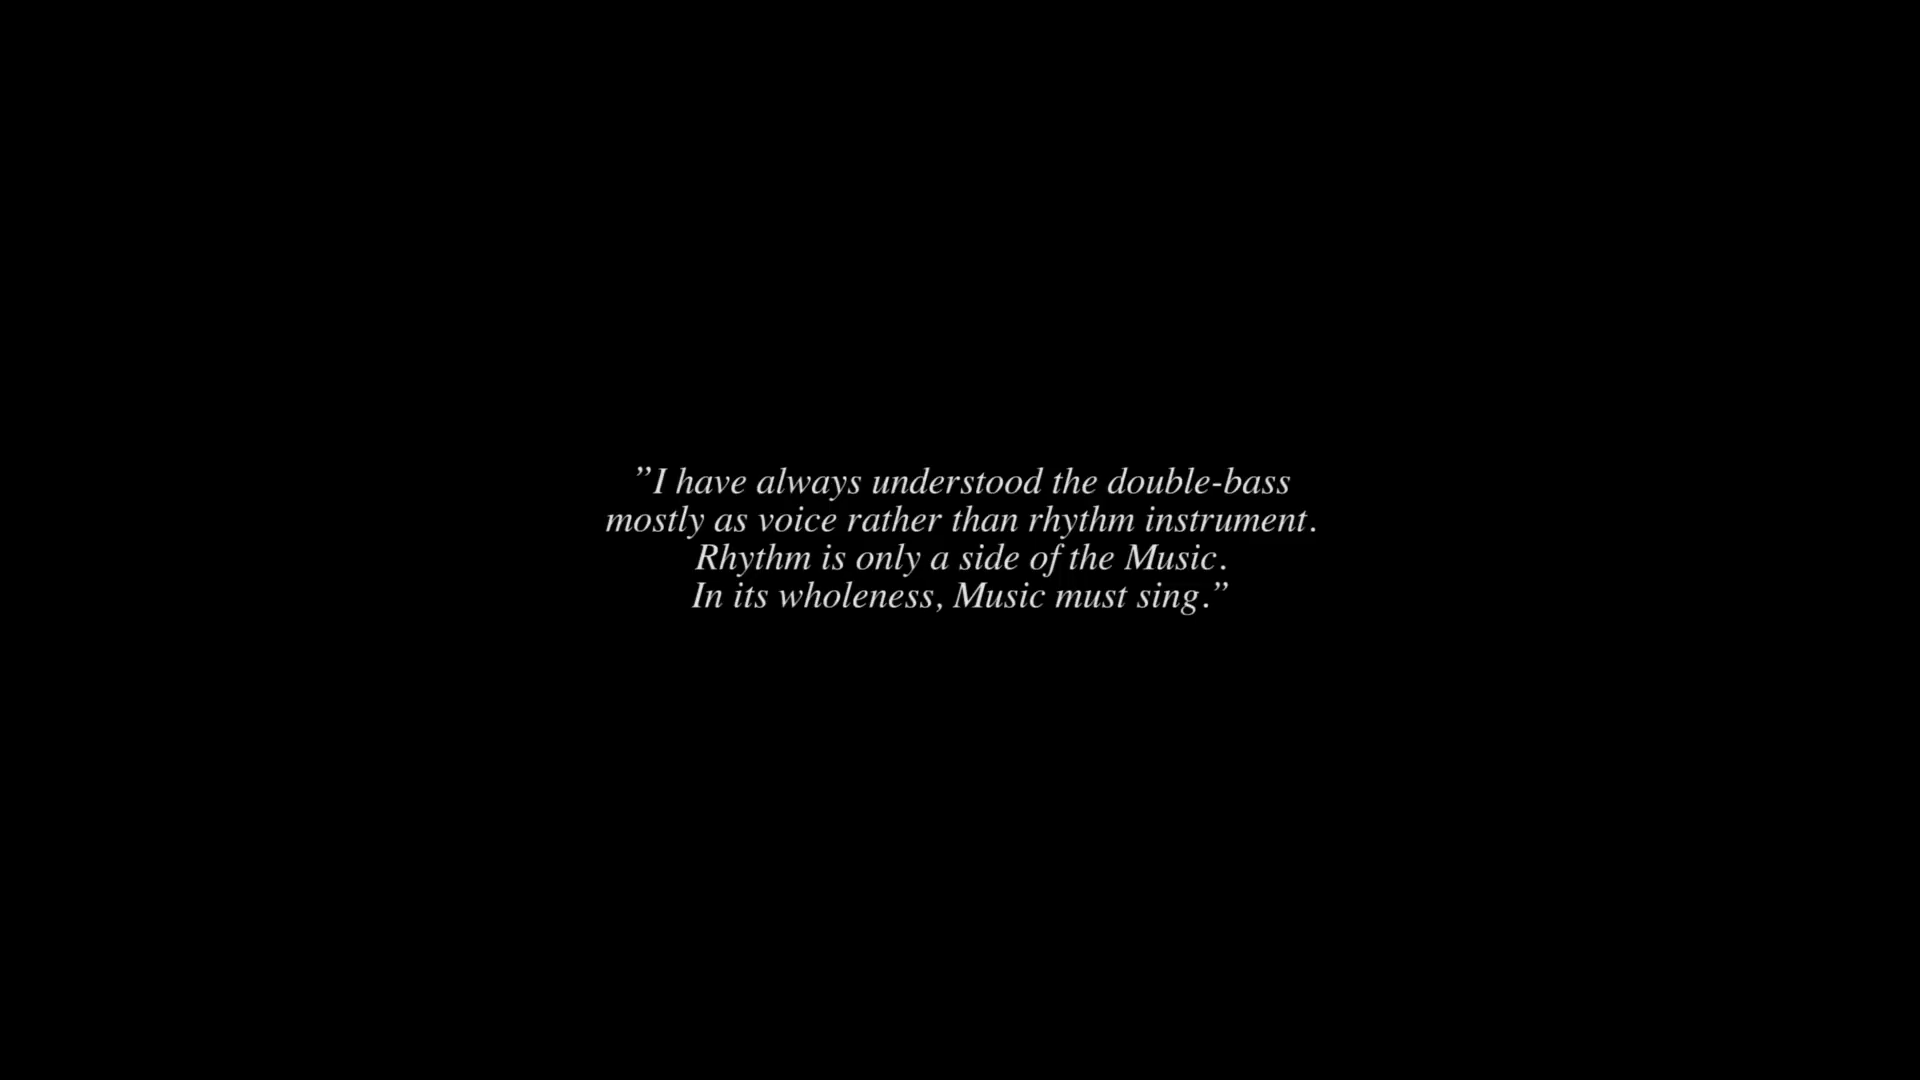 ”I have always understood the double-bass
mostly as voice rather than rhythm instrument.
Rhythm is only a side of the Music.
In its wholeness, Music must sing.”